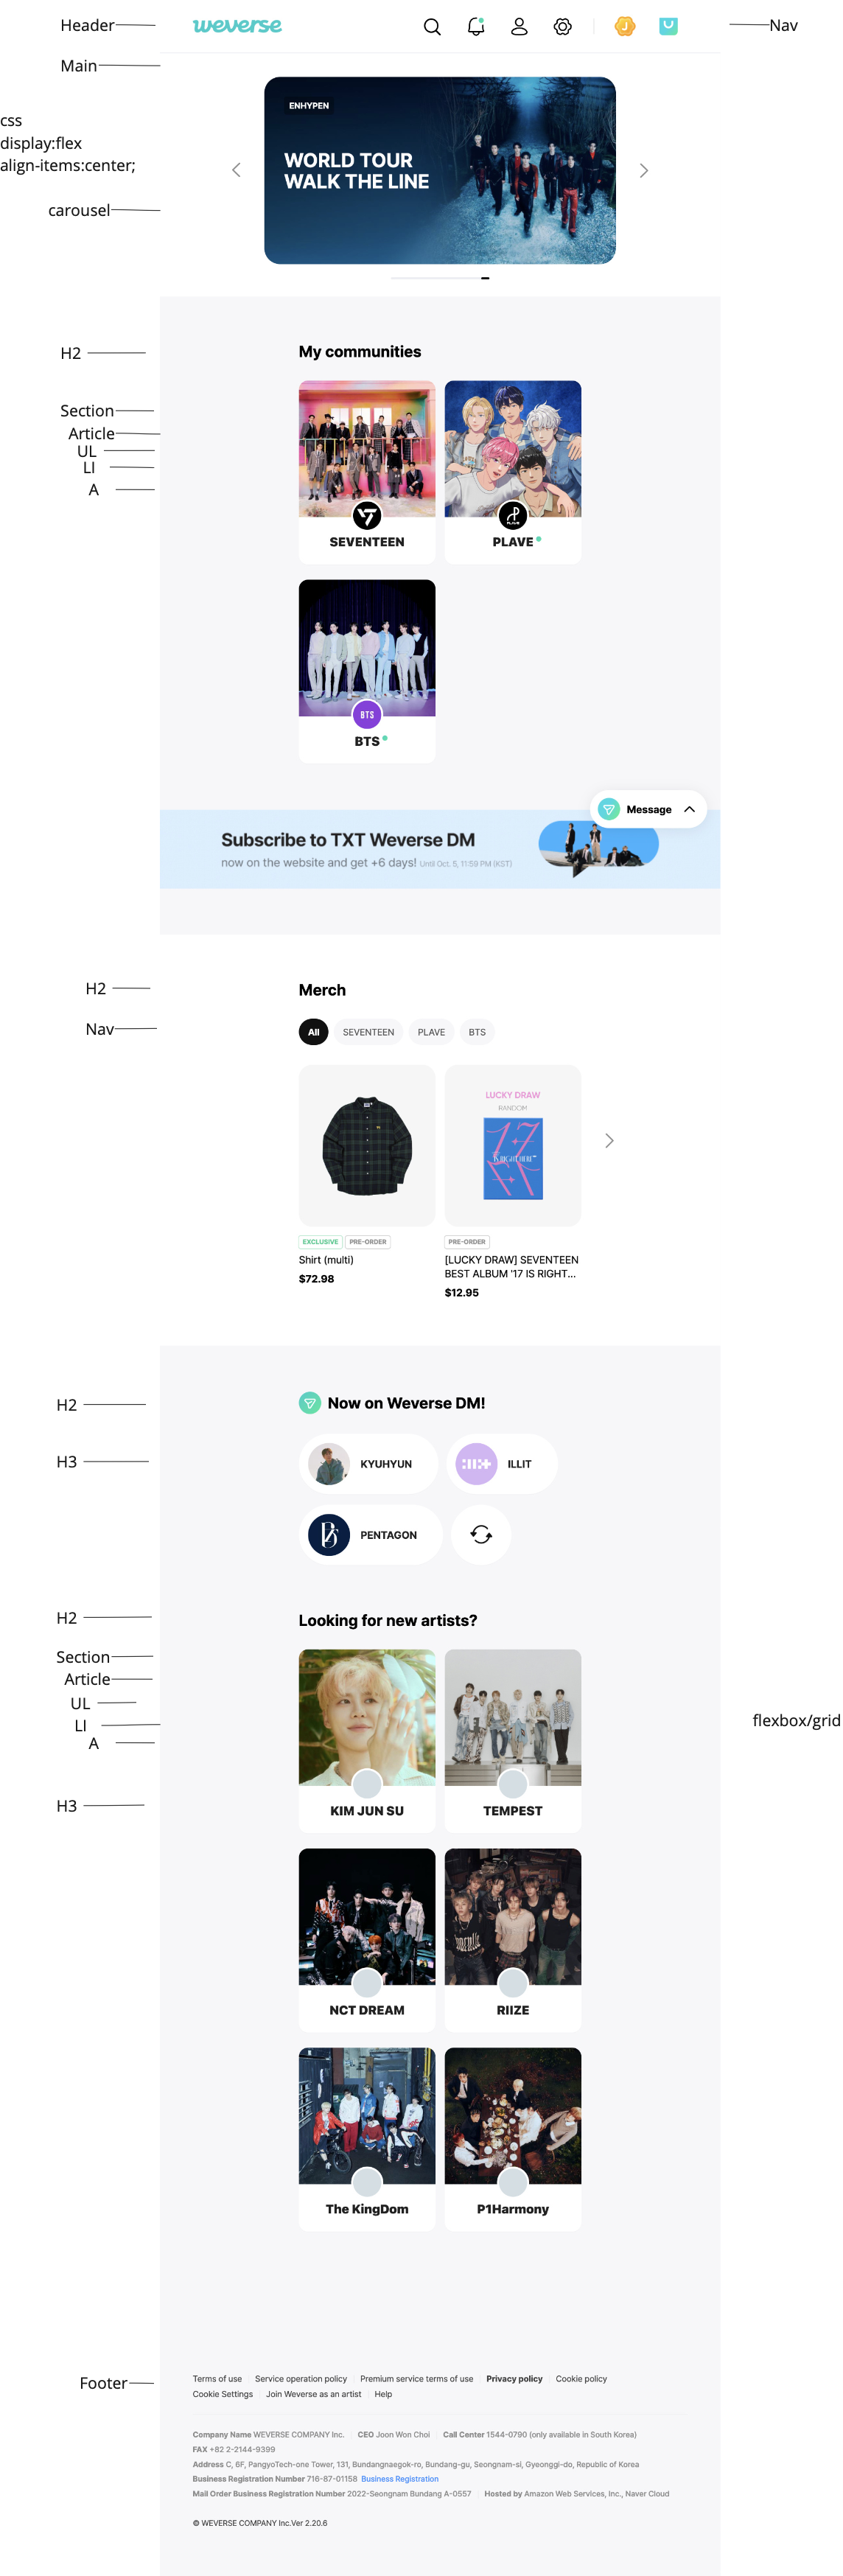 Header
weverse
J
Nav
Main
ENHYPEN
WORLD TOUR
WALK THE LINE
css
display:flex
align-items:center;
carousel
H2
My communities
Section
Article
UL
LI
A
SEVENTEEN
PLAVE
PLAVE
BTS
BTS
Message
Subscribe to TXT Weverse DM
now on the website and get +6 days! Until Oct. 5, 11:59 PM (KST)
H2
Merch
Nav
All
SEVENTEEN
PLAVE
BTS
LUCKY DRAW
RANDOM
17
IS RIGHT HERE
EXCLUSIVE
PRE-ORDER
Shirt (multi)
$72.98
PRE-ORDER
[LUCKY DRAW] SEVENTEEN
BEST ALBUM '17 IS RIGHT...
$12.95
H2
Now on Weverse DM!
H3
KYUHYUN
ILLIT
PENTAGON
H2
Looking for new artists?
Section
Article
UL
LI
A
flexbox/grid
H3
KIM JUN SU
TEMPEST
NCT DREAM
RIIZE
The KingDom
P1Harmony
Footer
Terms of use Service operation policy Premium service terms of use Privacy policy Cookie policy
Cookie Settings Join Weverse as an artist Help
Company Name WEVERSE COMPANY Inc. CEO Joon Won Choi Call Center 1544-0790 (only available in South Korea)
FAX +82 2-2144-9399
Address C, 6F, PangyoTech-one Tower, 131, Bundangnaegok-ro, Bundang-gu, Seongnam-si, Gyeonggi-do, Republic of Korea
Business Registration Number 716-87-01158 Business Registration
Mail Order Business Registration Number 2022-Seongnam Bundang A-0557 Hosted by Amazon Web Services, Inc., Naver Cloud
© WEVERSE COMPANY Inc.Ver 2.20.6